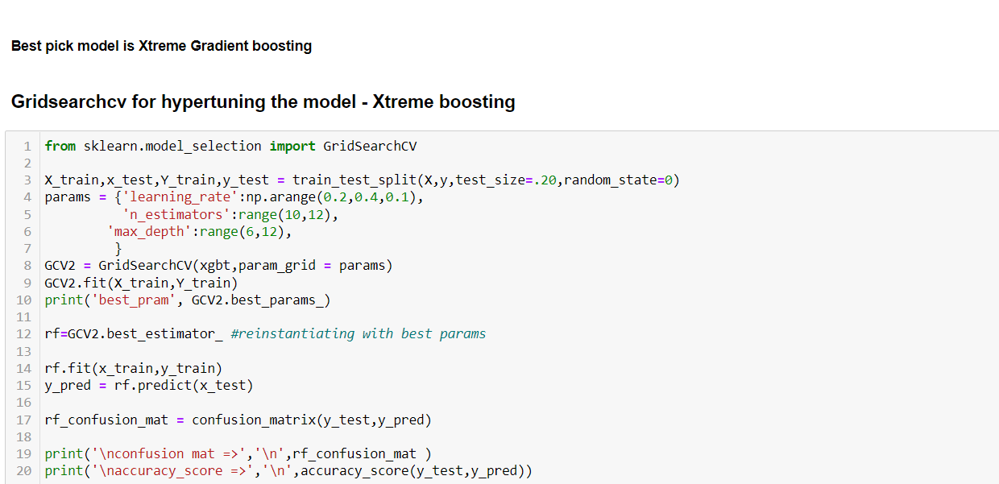 Best pick model is Xtreme Gradient boosting
Gridsearchcv for hypertuning the model - Xtreme boosting
1 from sklearn.model_selection import GridSearchCV
2
3 X_train,x_test,Y_train,y_test = train_test_split(X,y,test_size=.20,random_state=0)
4 params = {'learning_rate':np.arange(0.2,0.4,0.1),
5           'n_estimators':range(10,12),
6         'max_depth':range(6,12),
7          }
8 GCV2 = GridSearchCV(xgbt,param_grid = params)
9 GCV2.fit(X_train,Y_train)
10 print('best_pram', GCV2.best_params_)
11
12 rf=GCV2.best_estimator_ #reinstantiating with best params
13
14 rf.fit(x_train,y_train)
15 y_pred = rf.predict(x_test)
16
17 rf_confusion_mat = confusion_matrix(y_test,y_pred)
18
19 print('\nconfusion mat =>','\n',rf_confusion_mat )
20 print('\naccuracy_score =>','\n',accuracy_score(y_test,y_pred))